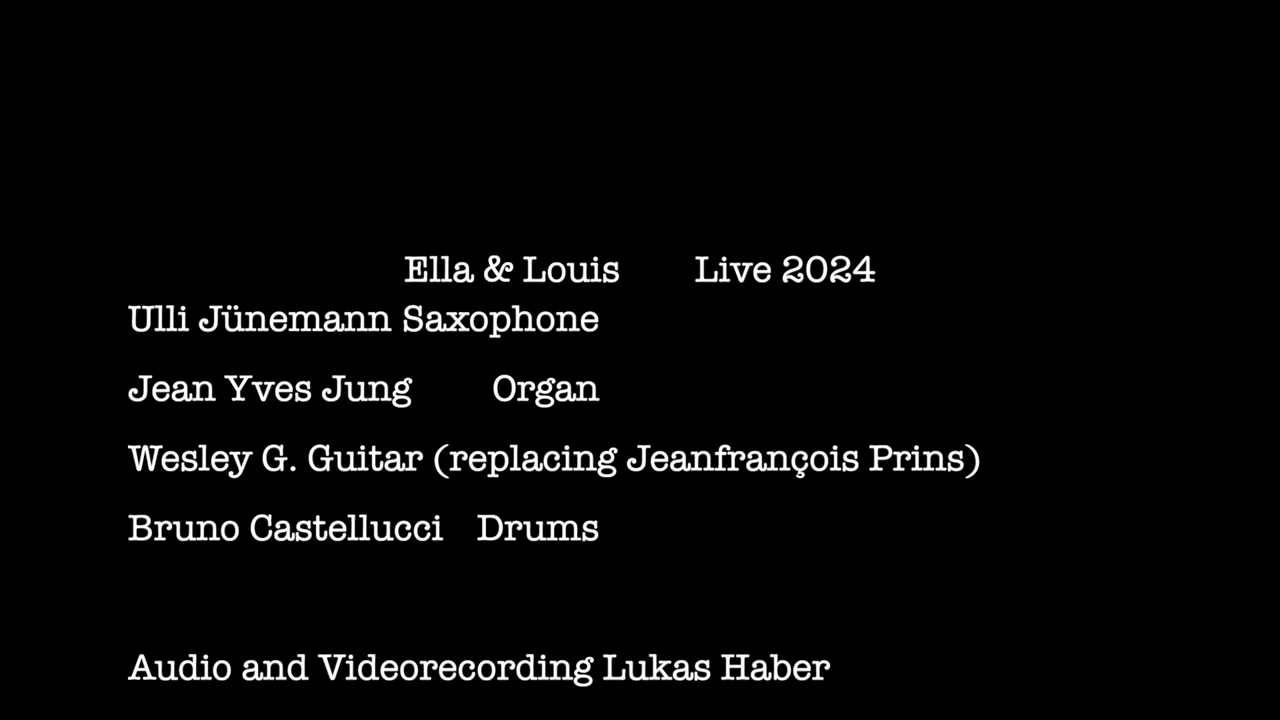 Ella & Louis Live 2024
Ulli Jünemann Saxophone
Jean Yves Jung Organ
Wesley G. Guitar (replacing Jeanfrançois Prins)
Bruno Castellucci Drums
Audio and Videorecording Lukas Haber